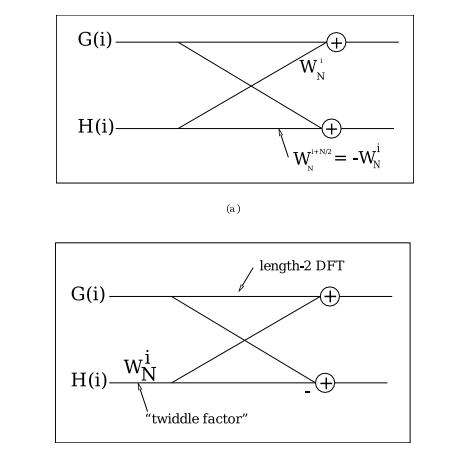 G(i)
+
W_N^i
H(i)
+
W_N^{i+N/2} = -W_N^i
(a)
length-2 DFT
G(i)
+
W_N^i
H(i)
- +
“twiddle factor”